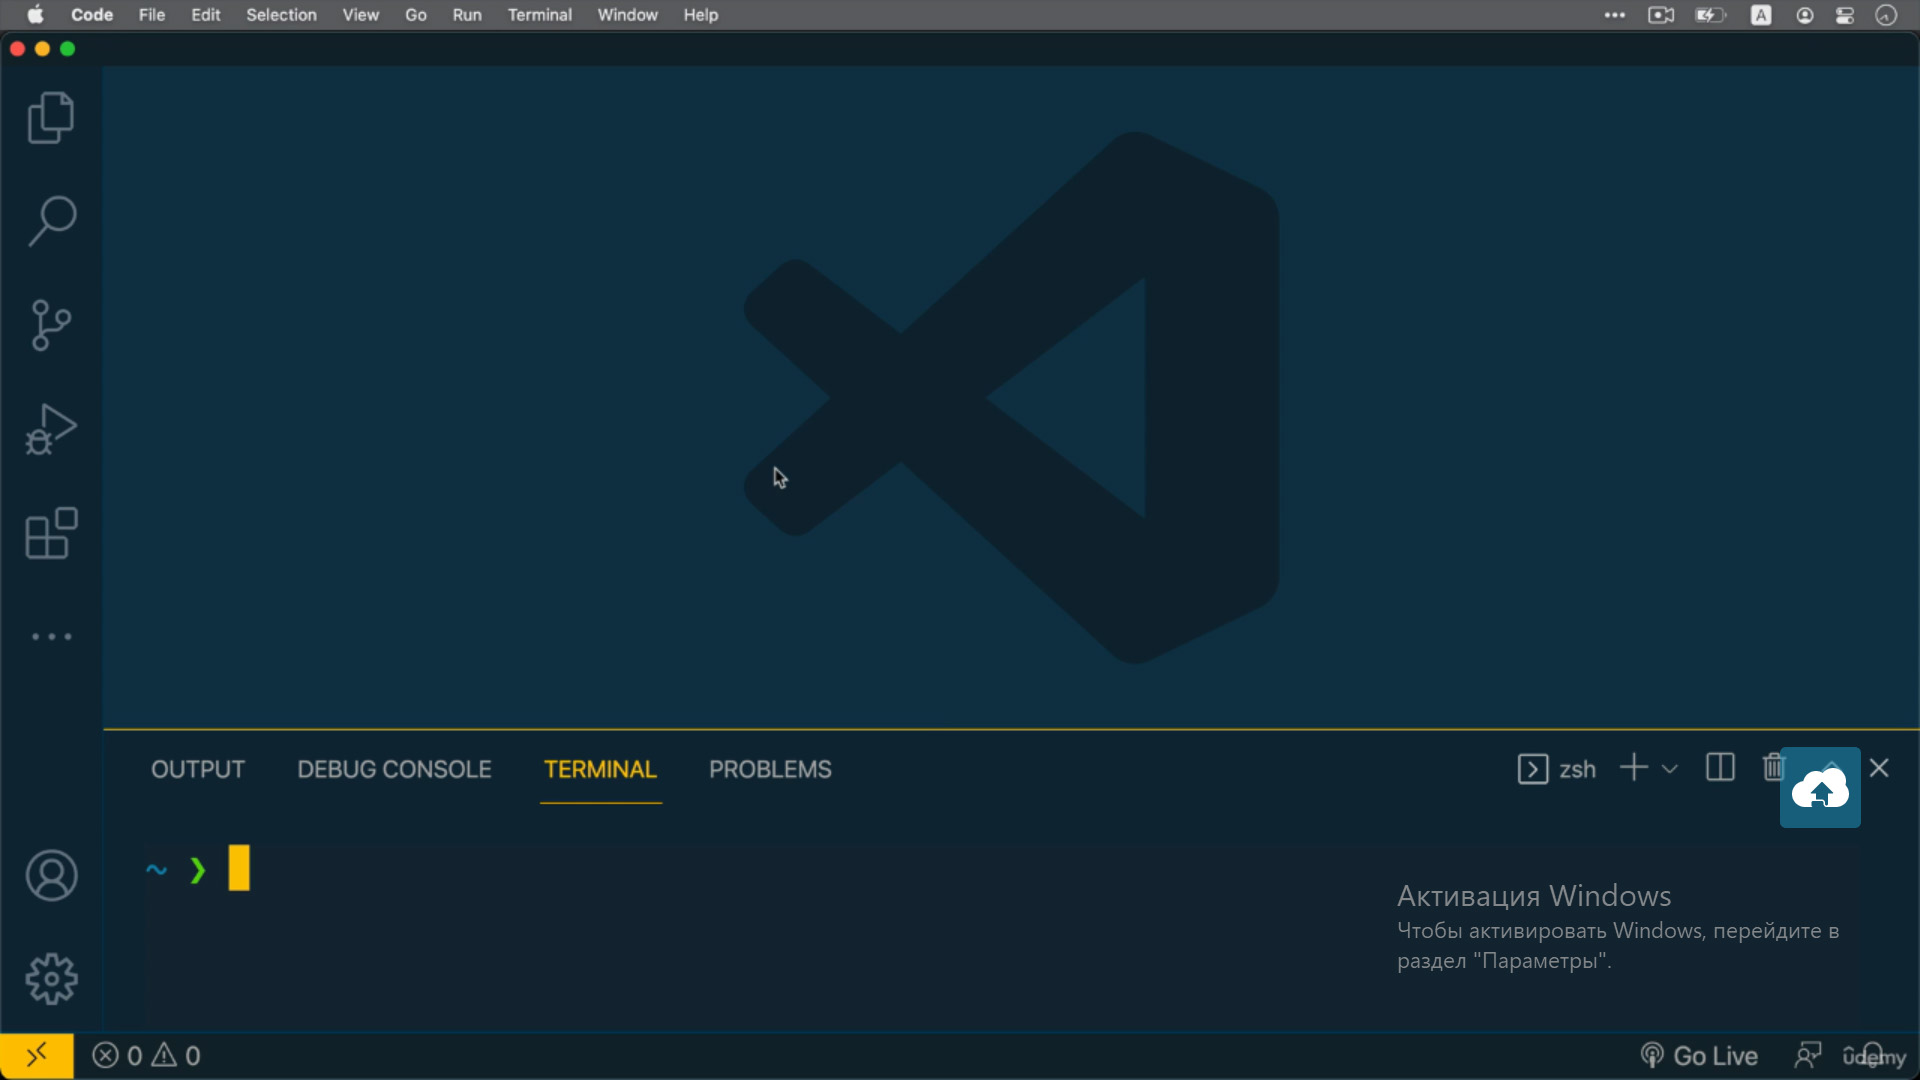 Code File Edit Selection View Go Run Terminal Window Help
A
OUTPUT DEBUG CONSOLE TERMINAL PROBLEMS
zsh
~ ❯
Активация Windows
Чтобы активировать Windows, перейдите в
раздел "Параметры".
0 0
Go Live
ûdemy